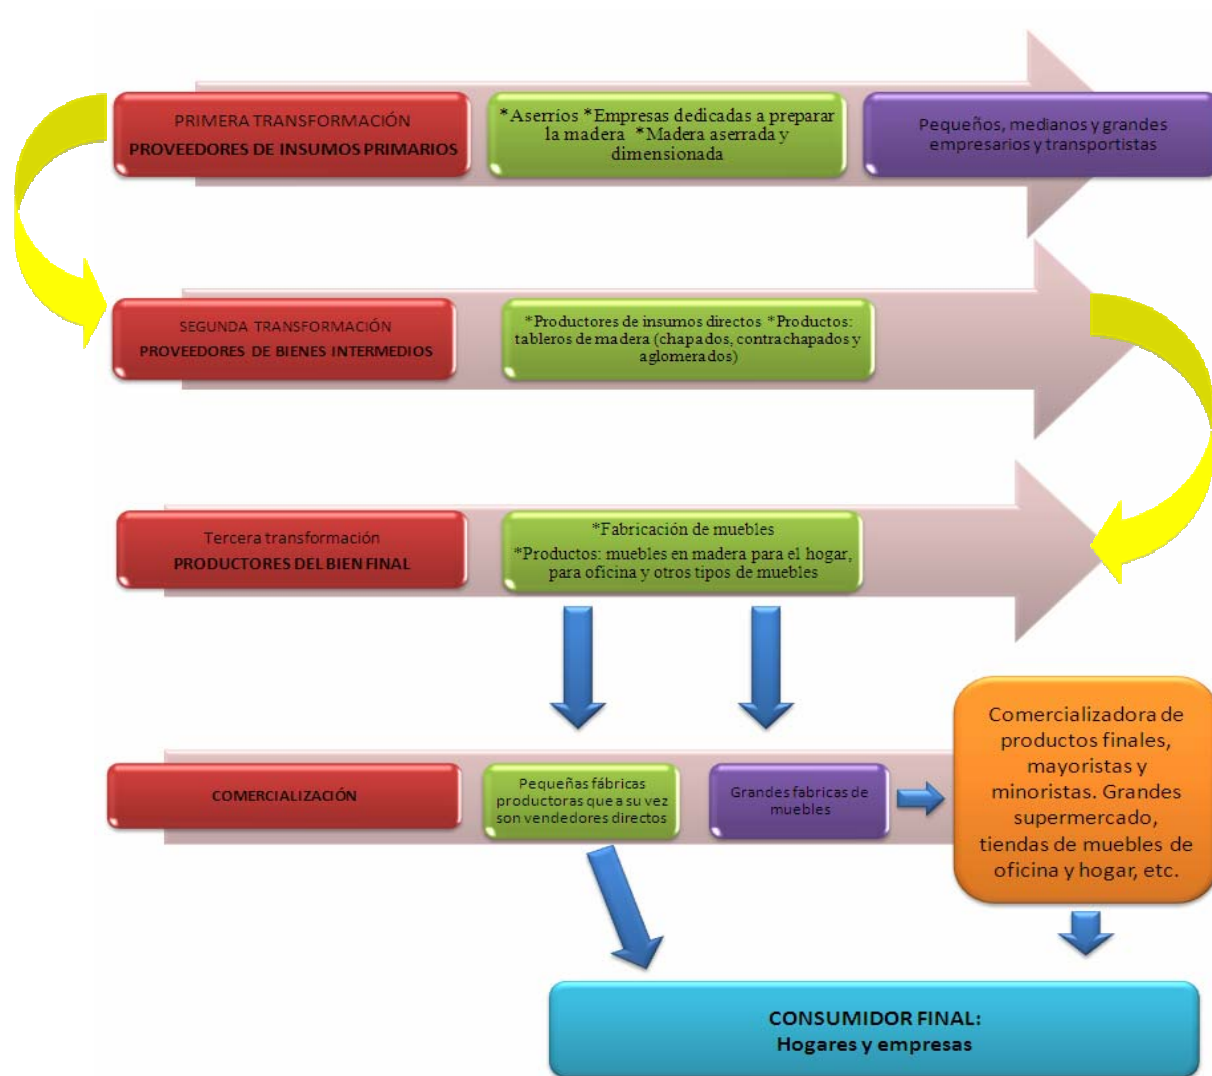 PRIMERA TRANSFORMACIÓN
PROVEEDORES DE INSUMOS PRIMARIOS
*Aserríos *Empresas dedicadas a preparar
la madera *Madera aserrada y
dimensionada
Pequeños, medianos y grandes
empresarios y transportistas
SEGUNDA TRANSFORMACIÓN
PROVEEDORES DE BIENES INTERMEDIOS
*Productores de insumos directos *Productos:
tableros de madera (chapados, contrachapados y
aglomerados)
Tercera transformación
PRODUCTORES DEL BIEN FINAL
*Fabricación de muebles
*Productos: muebles en madera para el hogar,
para oficina y otros tipos de muebles
COMERCIALIZACIÓN
Pequeñas fábricas
productoras que a su vez
son vendedores directos
Grandes fabricas de
muebles
Comercializadora de
productos finales,
mayoristas y
minoristas. Grandes
supermercado,
tiendas de muebles de
oficina y hogar, etc.
CONSUMIDOR FINAL:
Hogares y empresas